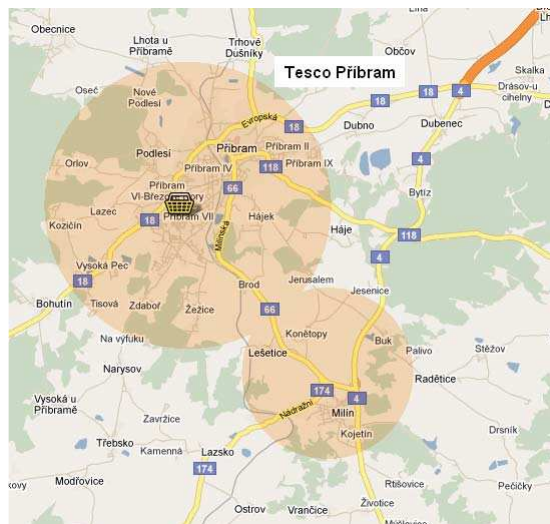 Obecnice
Lhota u
Příbramě
Trhové
Dušníky
Občov
Lhá
Skalka
Drásov-u
cihelny
Tesco Příbram
4
18
18
18
Oseč
Nové
Podlesí
Evropská
Dubno
Dubenec
Podlesí
Příbram
Příbram II
Orlov
Příbram IV
118
Příbram IX
4
Příbram
66
Bytíz
VI-Březové Hory
Lazec
18
Příbram VII
Hájek
Kozičín
Milínská
Háje
118
Vysoká Pec
4
18
Brod
Jerusalem
Jesenice
Bohutín
Tisová
Zdaboř
Žežice
66
Konětopy
Na výfuku
Buk
Palivo
Stěžov
Narysov
Lešetice
Radětice
174
4
Vysoká u
Příbramě
Nádražní
Milín
Zavržice
Drsník
Třebsko
Kamenná
Lazsko
Kojetín
174
Modřovice
Rtišovice
Pečičky
kovy
Ostrov
Vrančice
Životice